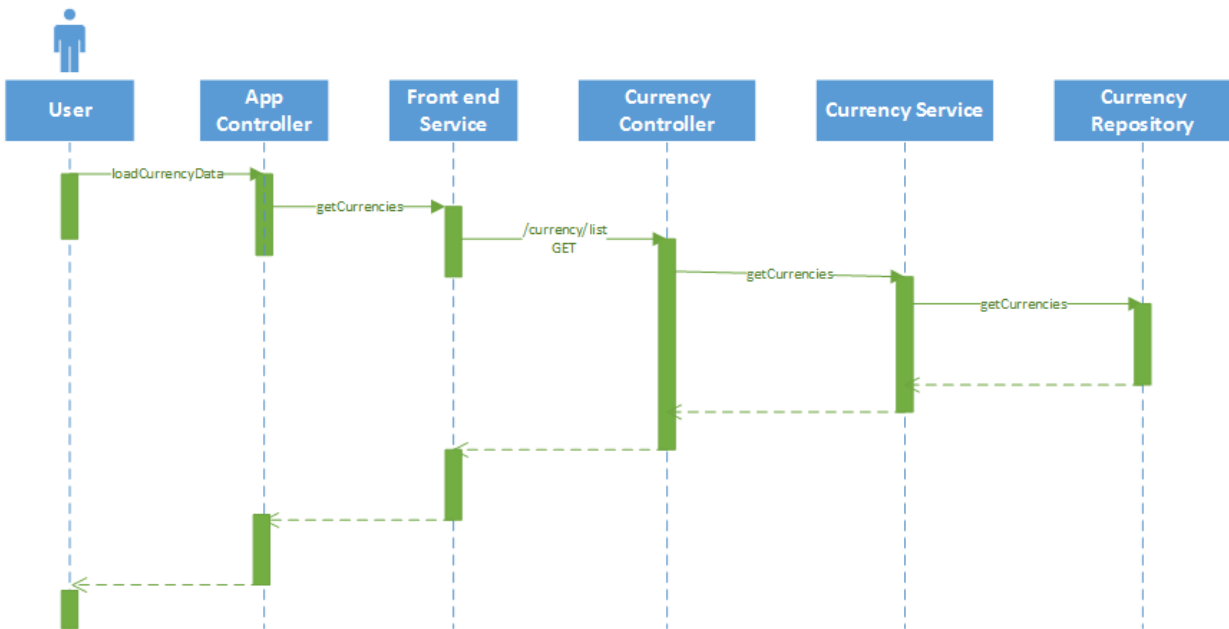 User
App
Controller
Front end
Service
Currency
Controller
Currency Service
Currency
Repository
loadCurrencyData
getCurrencies
/currency/list
GET
getCurrencies
getCurrencies